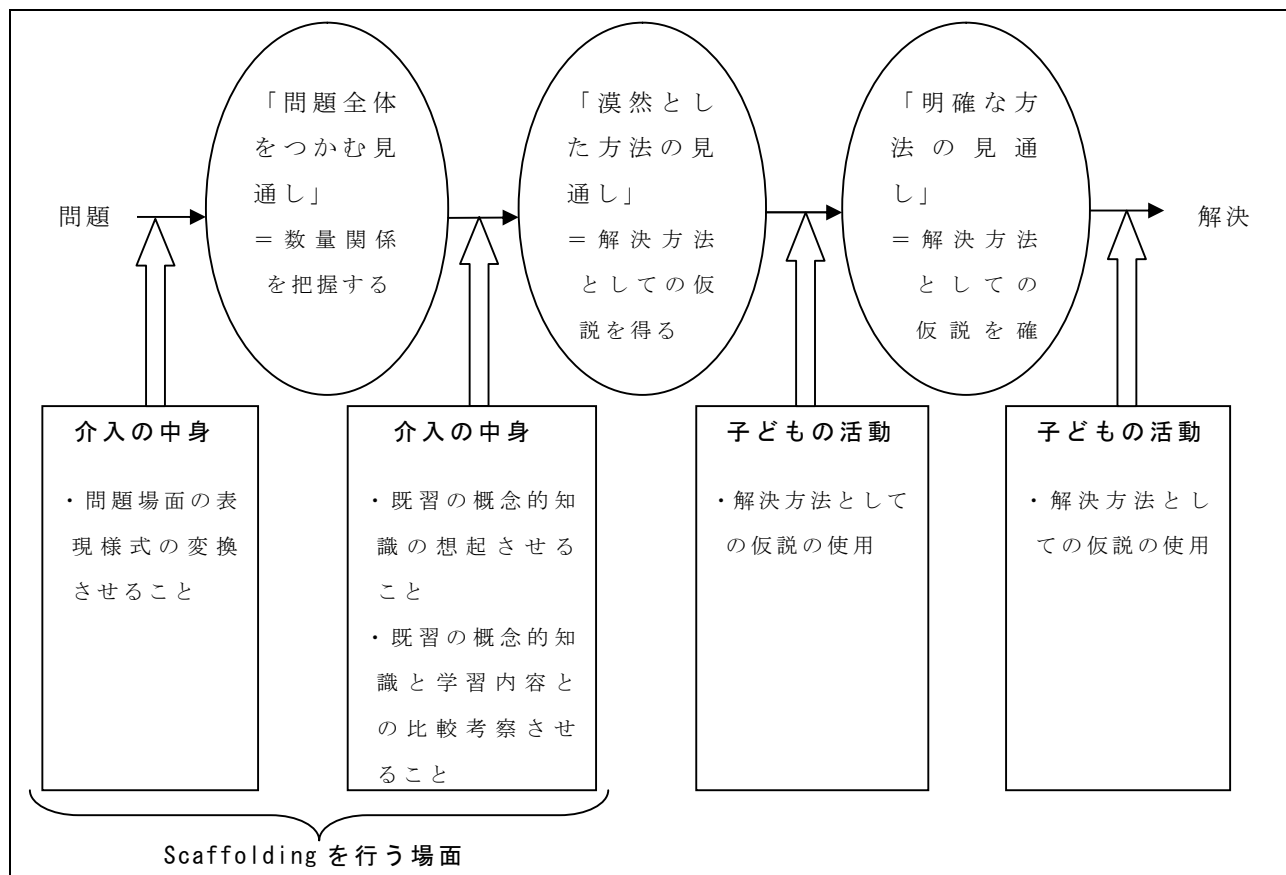 「問題全体
をつかむ見
通し」
＝数量関係
を把握する
「漠然とし
た方法の見
通し」
＝解決方法
としての仮
説を得る
「明確な方
法の見通
し」
＝解決方法
としての
仮説を確
問題
解決
介入の中身
・問題場面の表
現様式の変換
させること
介入の中身
・既習の概念的知
識の想起させる
こと
・既習の概念的知
識と学習内容と
の比較考察させ
ること
子どもの活動
・解決方法として
の仮説の使用
子どもの活動
・解決方法とし
ての仮説の使用
Scaffoldingを行う場面